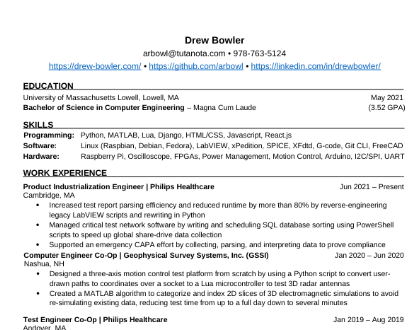 Drew Bowler
arbowl@tutanota.com • 978-763-5124
https://drew-bowler.com/ • https://github.com/arbowl • https://linkedin.com/in/drewbowler/
EDUCATION
University of Massachusetts Lowell, Lowell, MA May 2021
Bachelor of Science in Computer Engineering – Magna Cum Laude (3.52 GPA)
SKILLS
Programming: Python, MATLAB, Lua, Django, HTML/CSS, Javascript, React.js
Software: Linux (Raspbian, Debian, Fedora), LabVIEW, xPedition, SPICE, XFdtd, G-code, Git CLI, FreeCAD
Hardware: Raspberry Pi, Oscilloscope, FPGAs, Power Management, Motion Control, Arduino, I2C/SPI, UART
WORK EXPERIENCE
Product Industrialization Engineer | Philips Healthcare Jun 2021 – Present
Cambridge, MA
• Increased test report parsing efficiency and reduced runtime by more than 80% by reverse-engineering
legacy LabVIEW scripts and rewriting in Python
• Managed critical test network software by writing and scheduling SQL database sorting using PowerShell
scripts to speed up global share-drive data collection
• Supported an emergency CAPA effort by collecting, parsing, and interpreting data to prove compliance
Computer Engineer Co-Op | Geophysical Survey Systems, Inc. (GSSI) Jan 2020 – Jun 2020
Nashua, NH
• Designed a three-axis motion control test platform from scratch by using a Python script to convert user-
drawn paths to coordinates over a socket to a Lua microcontroller to test 3D radar antennas
• Created a MATLAB algorithm to categorize and index 2D slices of 3D electromagnetic simulations to avoid
re-simulating existing data, reducing test time from up to a full day down to several minutes
Test Engineer Co-Op | Philips Healthcare Jan 2019 – Aug 2019
Andover, MA